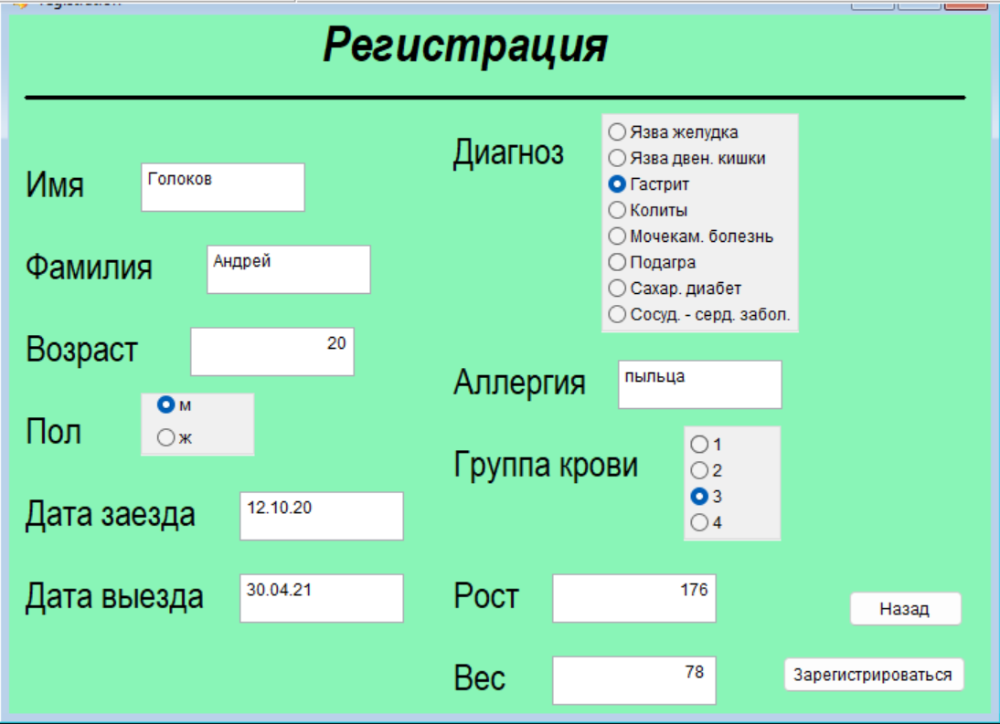 registration
Регистрация
Имя
Голоков
Фамилия
Андрей
Возраст
20
Пол
м
ж
Дата заезда
12.10.20
Дата выезда
30.04.21
Диагноз
Язва желудка
Язва двен. кишки
Гастрит
Колиты
Мочекам. болезнь
Подагра
Сахар. диабет
Сосуд. - серд. забол.
Аллергия
пыльца
Группа крови
1
2
3
4
Рост
176
Вес
78
Назад
Зарегистрироваться